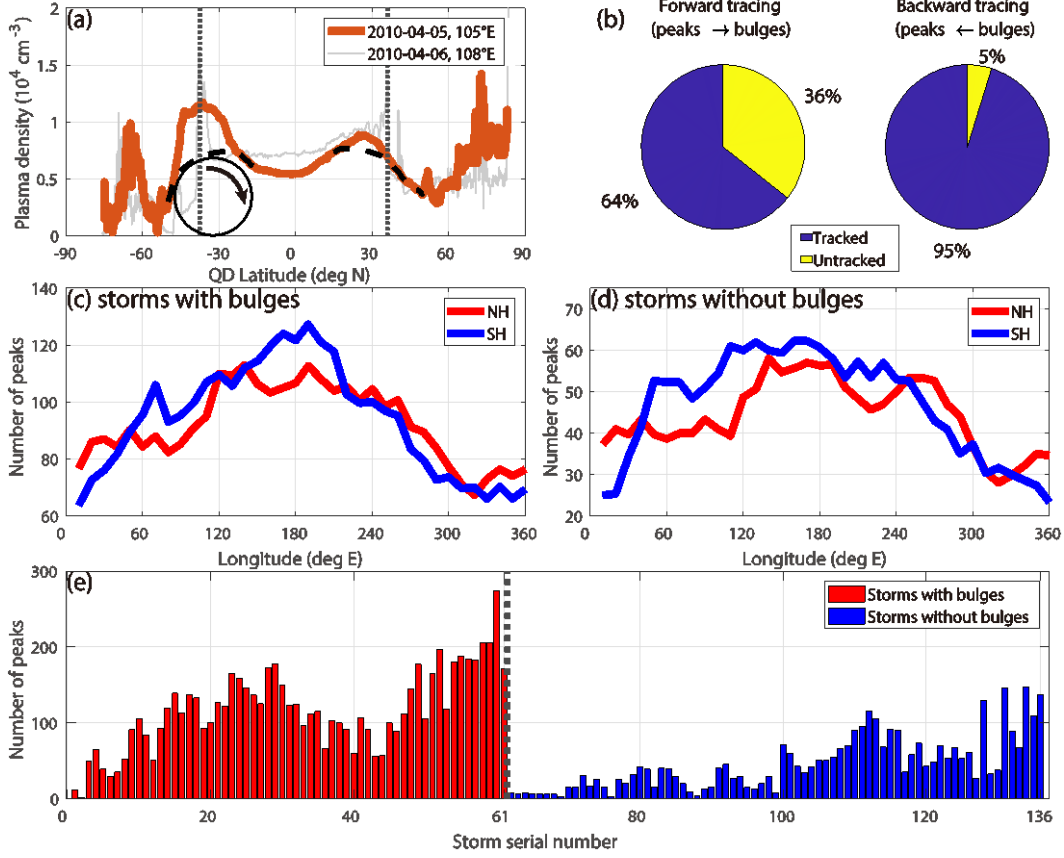 (a)
2
1.5
1
0.5
0
Plasma density (10⁴ cm⁻³)
2010-04-05, 105°E
2010-04-06, 108°E
-90 -60 -30 0 30 60 90
QD Latitude (deg N)
(b)
Forward tracing
(peaks → bulges)
36%
64%
Backward tracing
(peaks ← bulges)
5%
95%
Tracked
Untracked
(c) storms with bulges
140
120
100
80
60
Number of peaks
NH
SH
0 60 120 180 240 300 360
Longitude (deg E)
(d) storms without bulges
70
60
50
40
30
20
Number of peaks
NH
SH
0 60 120 180 240 300 360
Longitude (deg E)
(e)
300
200
100
0
Number of peaks
Storms with bulges
Storms without bulges
0 20 40 61 80 100 120 136
Storm serial number